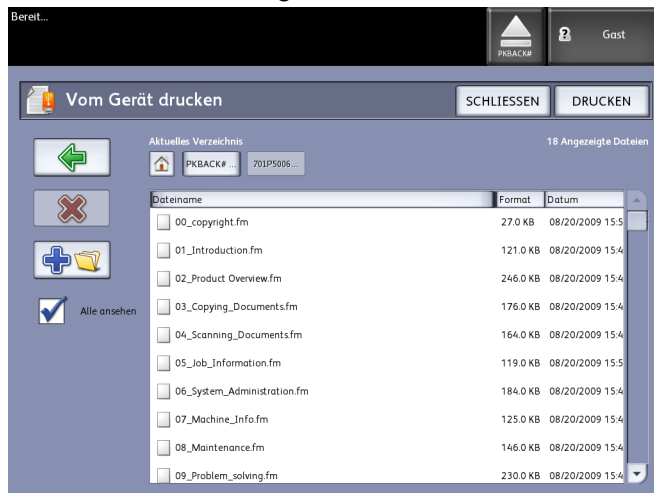 Bereit...
PKBACK#
Gast
Vom Gerät drucken
SCHLIESSEN
DRUCKEN
Aktuelles Verzeichnis
18 Angezeigte Dateien
PKBACK# ...
701P5006...
Dateiname Format Datum
00_copyright.fm 27.0 KB 08/20/2009 15:5
01_Introduction.fm 121.0 KB 08/20/2009 15:4
02_Product Overview.fm 246.0 KB 08/20/2009 15:4
03_Copying_Documents.fm 176.0 KB 08/20/2009 15:4
Alle ansehen
04_Scanning_Documents.fm 164.0 KB 08/20/2009 15:4
05_Job_Information.fm 119.0 KB 08/20/2009 15:5
06_System_Administration.fm 184.0 KB 08/20/2009 15:4
07_Machine_Info.fm 125.0 KB 08/20/2009 15:4
08_Maintenance.fm 146.0 KB 08/20/2009 15:4
09_Problem_solving.fm 230.0 KB 08/20/2009 15:4